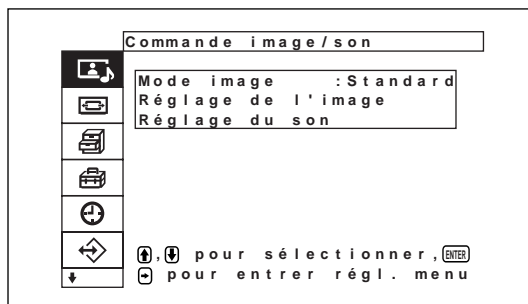 Commande image/son
Mode image :Standard
Réglage de l'image
Réglage du son
, pour sélectionner, ENTER
pour entrer régl. menu